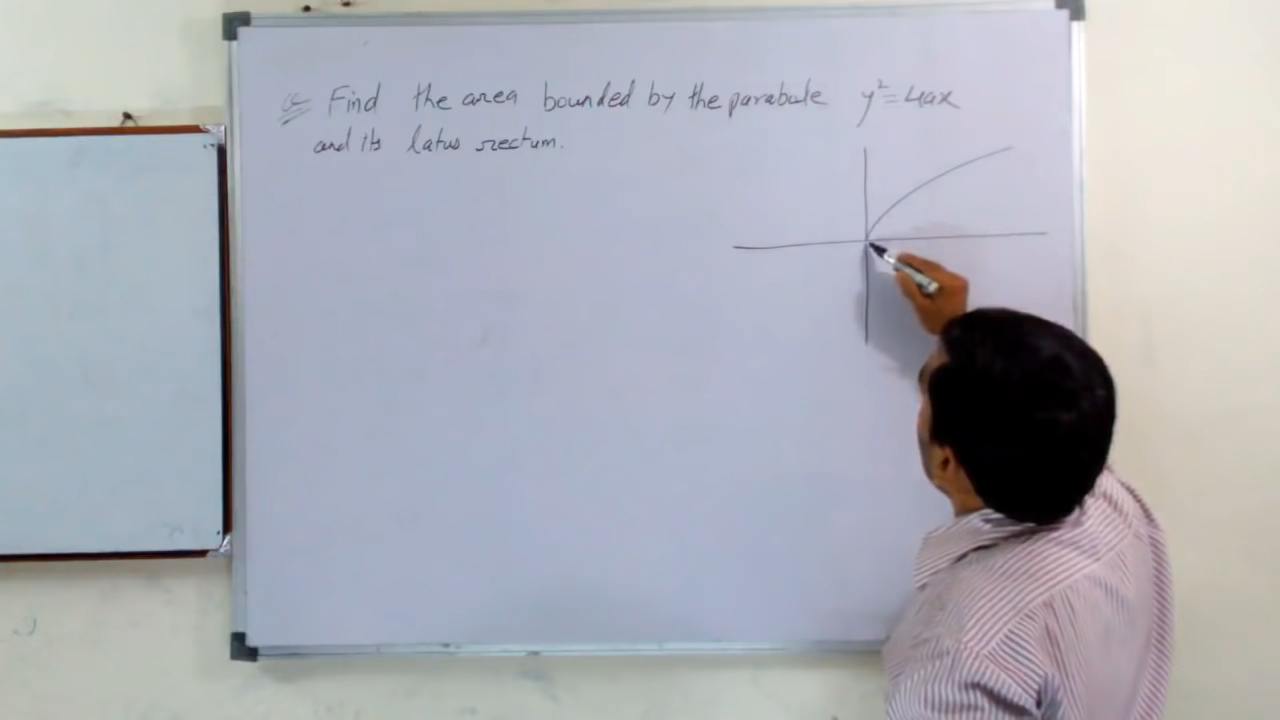 Q Find the area bounded by the parabola y² = 4ax
and its latus rectum.